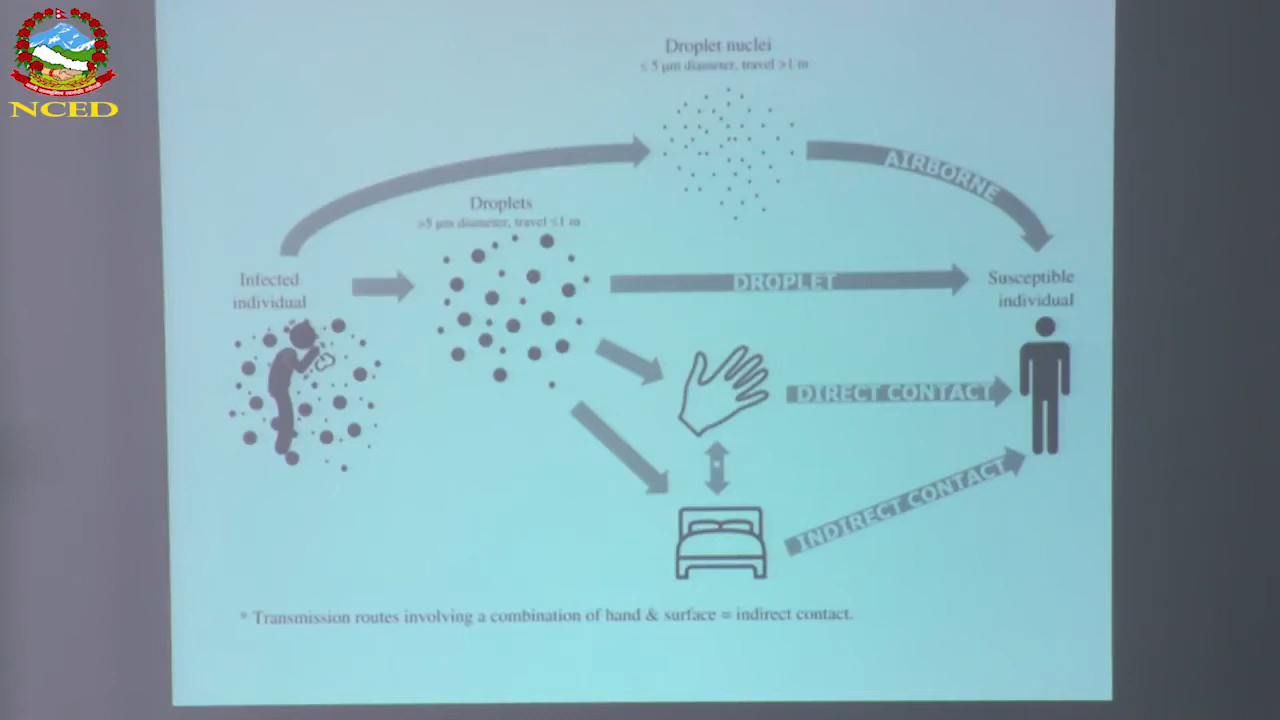 NCED
Droplet nuclei
≤ 5 μm diameter, travel >1 m
AIRBORNE
Droplets
>5 μm diameter, travel ≤1 m
Infected
individual
DROPLET
Susceptible
individual
DIRECT CONTACT
*
INDIRECT CONTACT
* Transmission routes involving a combination of hand & surface = indirect contact.